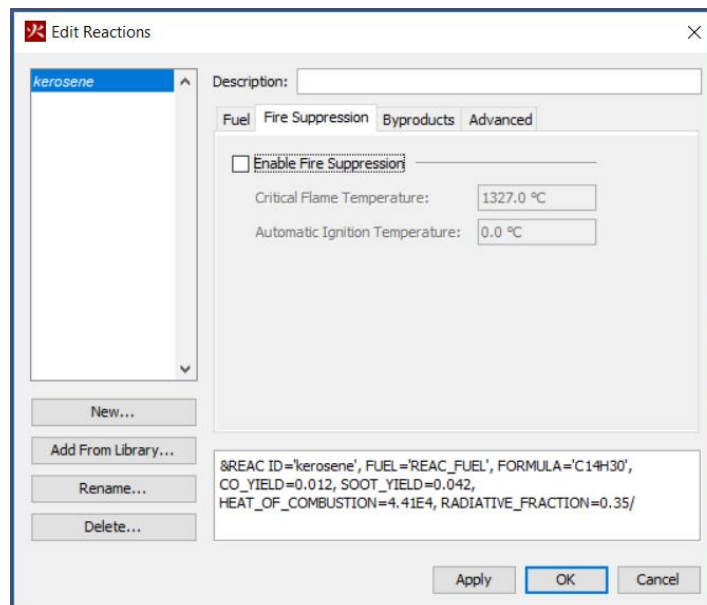 Edit Reactions
kerosene
Description:
Fuel
Fire Suppression
Byproducts
Advanced
Enable Fire Suppression
Critical Flame Temperature:
1327.0 °C
Automatic Ignition Temperature:
0.0 °C
New...
Add From Library...
Rename...
Delete...
&REAC ID='kerosene', FUEL='REAC_FUEL', FORMULA='C14H30',
CO_YIELD=0.012, SOOT_YIELD=0.042,
HEAT_OF_COMBUSTION=4.41E4, RADIATIVE_FRACTION=0.35/
Apply
OK
Cancel